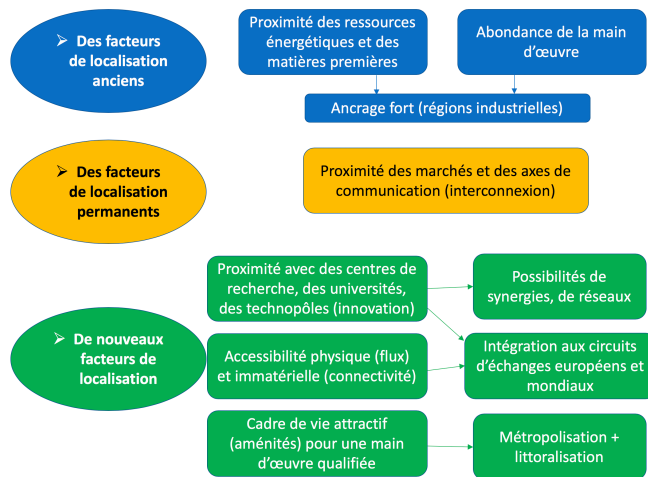 ➢ Des facteurs
de localisation
anciens
Proximité des ressources
énergétiques et des
matières premières
Abondance de la main
d’œuvre
Ancrage fort (régions industrielles)
➢ Des facteurs
de localisation
permanents
Proximité des marchés et des axes de
communication (interconnexion)
➢ De nouveaux
facteurs de
localisation
Proximité avec des centres de
recherche, des universités,
des technopôles (innovation)
Possibilités de
synergies, de réseaux
Accessibilité physique (flux)
et immatérielle (connectivité)
Intégration aux circuits
d’échanges européens et
mondiaux
Cadre de vie attractif
(aménités) pour une main
d’œuvre qualifiée
Métropolisation +
littoralisation